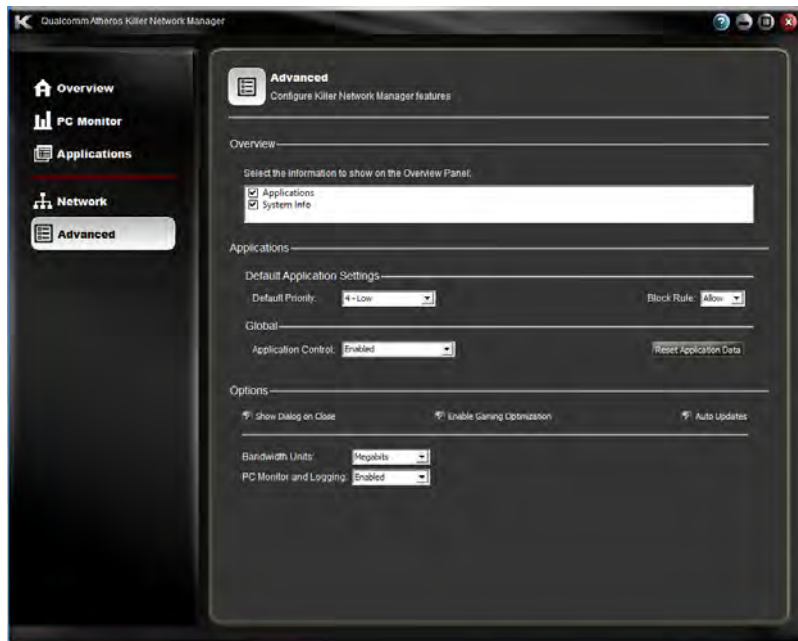 Qualcomm Atheros Killer Network Manager
Overview
PC Monitor
Applications
Network
Advanced
Advanced
Configure Killer Network Manager features
Overview
Select the information to show on the Overview Panel.
Applications
System Info
Applications
Default Application Settings
Default Priority: 4 - Low Block Rule: Allow
Global
Application Control: Enabled Reset Application Data
Options
Show Dialog on Close Enable Gaming Optimization Auto Updates
Bandwidth Units: Megabits
PC Monitor and Logging: Enabled